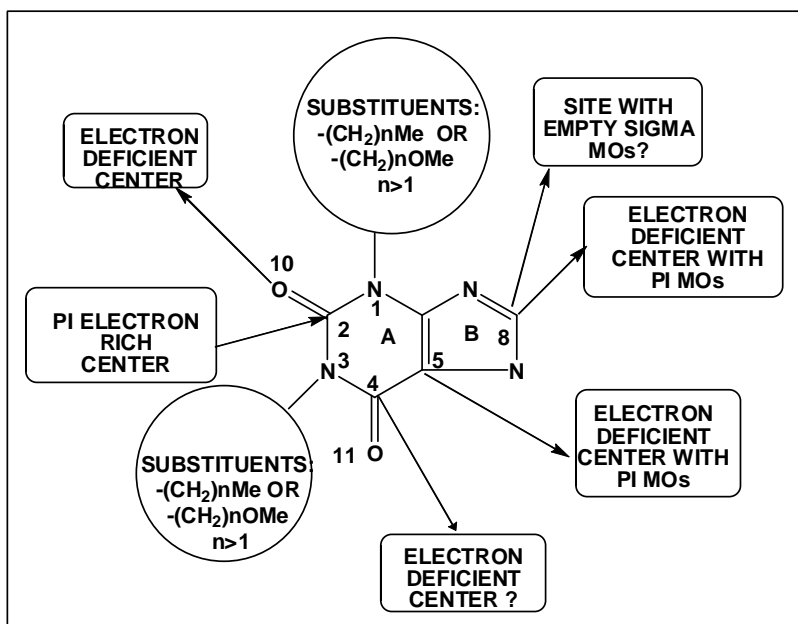 SUBSTITUENTS:
-(CH2)nMe OR
-(CH2)nOMe
n>1
SITE WITH
EMPTY SIGMA
MOs?
ELECTRON
DEFICIENT
CENTER
ELECTRON
DEFICIENT
CENTER WITH
PI MOs
10
O
N
1
N
PI ELECTRON
RICH
CENTER
2
A
B
8
N
3
4
5
N
O
11
SUBSTITUENTS:
-(CH2)nMe OR
-(CH2)nOMe
n>1
ELECTRON
DEFICIENT
CENTER WITH
PI MOs
ELECTRON
DEFICIENT
CENTER ?